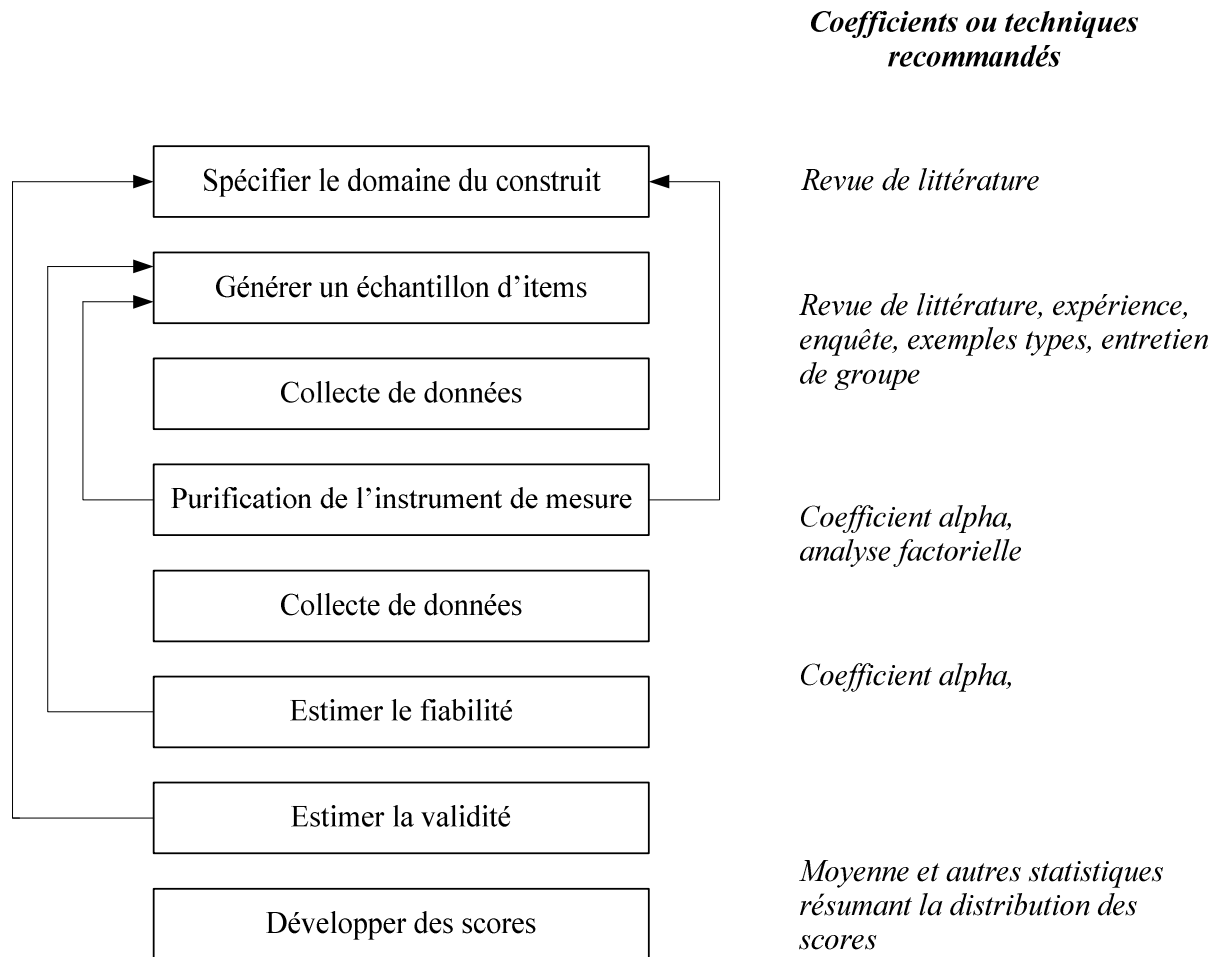 Coefficients ou techniques
recommandés
Spécifier le domaine du construit
Revue de littérature
Générer un échantillon d’items
Revue de littérature, expérience,
enquête, exemples types, entretien
de groupe
Collecte de données
Purification de l’instrument de mesure
Coefficient alpha,
analyse factorielle
Collecte de données
Coefficient alpha,
Estimer le fiabilité
Estimer la validité
Développer des scores
Moyenne et autres statistiques
résumant la distribution des
scores